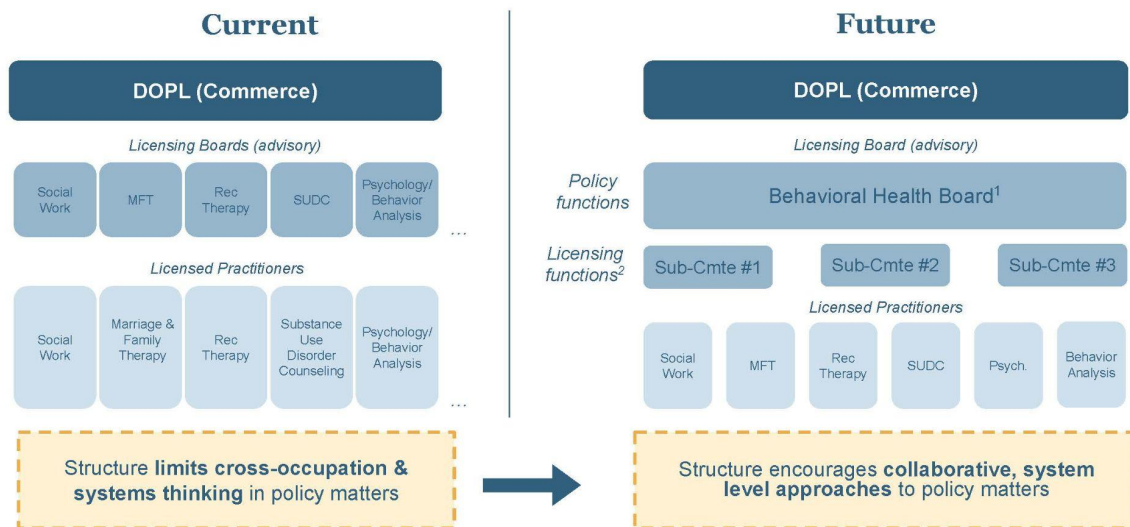 Current
DOPL (Commerce)
Licensing Boards (advisory)
Social
Work
MFT
Rec
Therapy
SUDC
Psychology/
Behavior
Analysis
...
Licensed Practitioners
Social
Work
Marriage &
Family
Therapy
Rec
Therapy
Substance
Use
Disorder
Counseling
Psychology/
Behavior
Analysis
...
Structure limits cross-occupation &
systems thinking in policy matters
Future
DOPL (Commerce)
Licensing Board (advisory)
Policy
functions
Behavioral Health Board¹
Licensing
functions²
Sub-Cmte #1
Sub-Cmte #2
Sub-Cmte #3
Licensed Practitioners
Social
Work
MFT
Rec
Therapy
SUDC
Psych.
Behavior
Analysis
Structure encourages collaborative, system
level approaches to policy matters